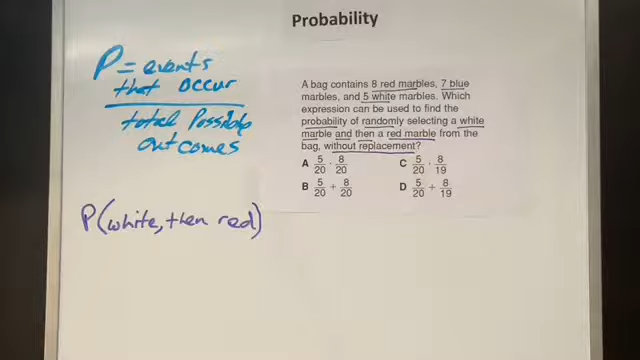 Probability
P = events
that occur
total Possible
outcomes
A bag contains 8 red marbles, 7 blue
marbles, and 5 white marbles. Which
expression can be used to find the
probability of randomly selecting a white
marble and then a red marble from the
bag, without replacement?
A 5/20 · 8/20
C 5/20 · 8/19
B 5/20 + 8/20
D 5/20 + 8/19
P(white, then red)